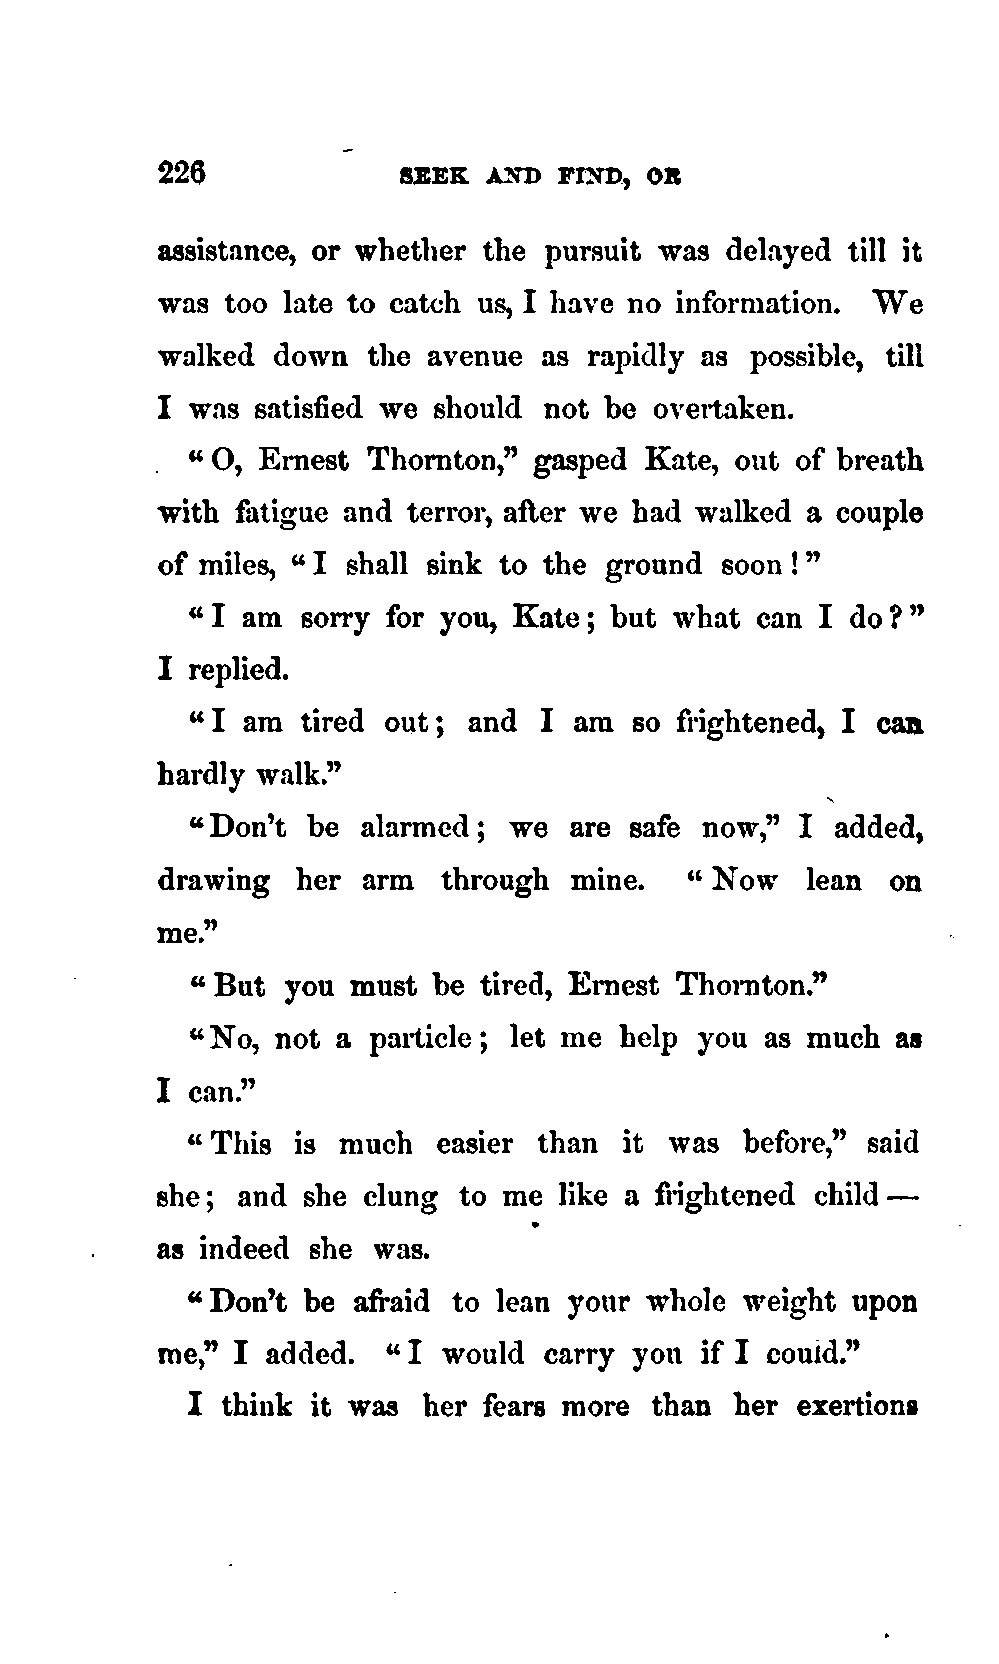 226 SEEK AND FIND, OR
assistance, or whether the pursuit was delayed till it
was too late to catch us, I have no information. We
walked down the avenue as rapidly as possible, till
I was satisfied we should not be overtaken.
“O, Ernest Thornton,” gasped Kate, out of breath
with fatigue and terror, after we had walked a couple
of miles, “I shall sink to the ground soon!”
“I am sorry for you, Kate; but what can I do?”
I replied.
“I am tired out; and I am so frightened, I can
hardly walk.”
“Don’t be alarmed; we are safe now,” I added,
drawing her arm through mine. “Now lean on
me.”
“But you must be tired, Ernest Thornton.”
“No, not a particle; let me help you as much as
I can.”
“This is much easier than it was before,” said
she; and she clung to me like a frightened child —
as indeed she was.
“Don’t be afraid to lean your whole weight upon
me,” I added. “I would carry you if I could.”
I think it was her fears more than her exertions